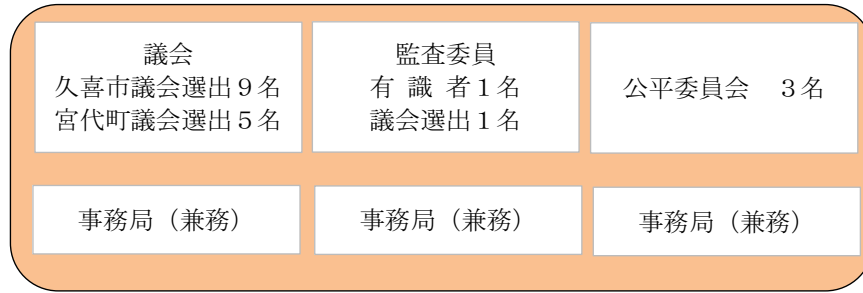 議会
久喜市議会選出９名
宮代町議会選出５名
監査委員
有 識 者１名
議会選出１名
公平委員会　３名
事務局（兼務）
事務局（兼務）
事務局（兼務）